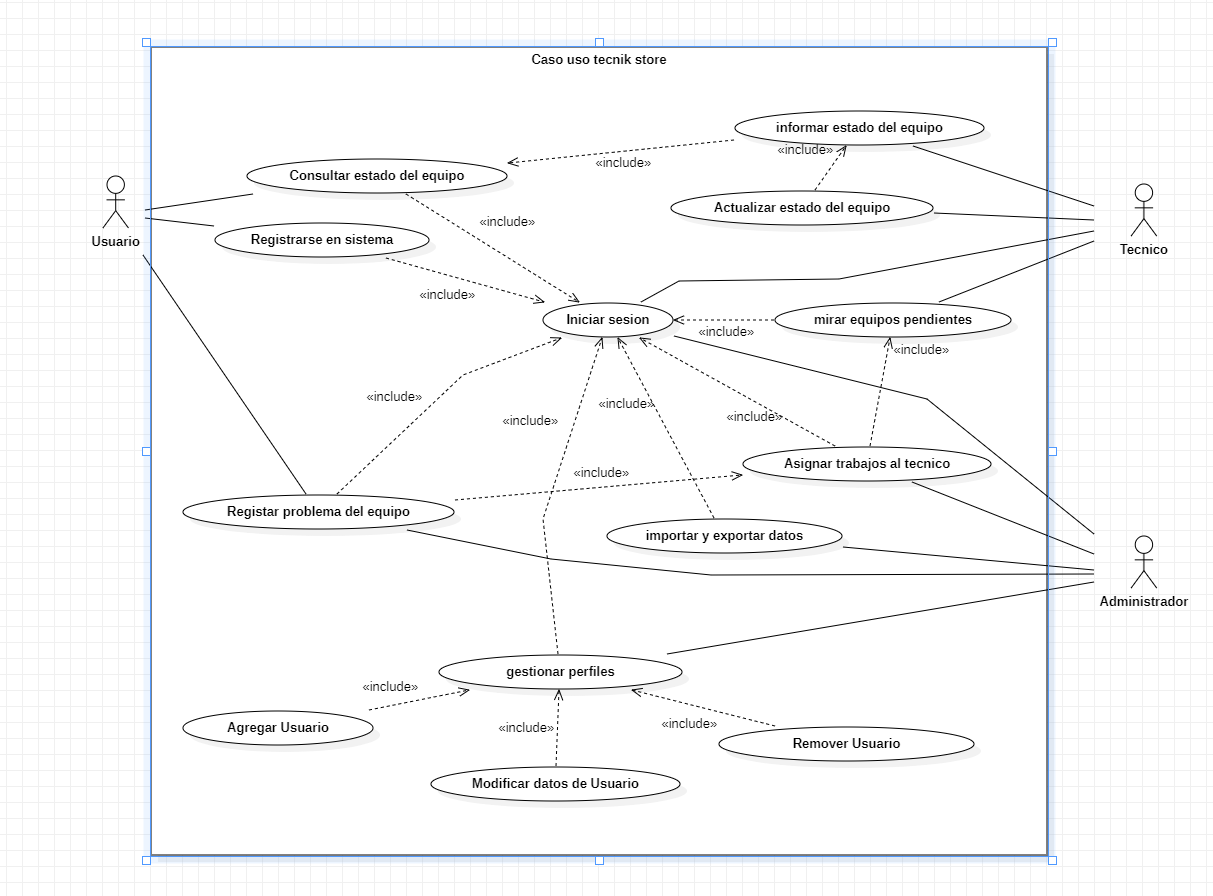 Caso uso tecnik store
informar estado del equipo
«include»
«include»
Consultar estado del equipo
Actualizar estado del equipo
«include»
Usuario
Registrarse en sistema
Tecnico
«include»
Iniciar sesion
mirar equipos pendientes
«include»
«include»
«include»
«include»
«include»
«include»
Asignar trabajos al tecnico
«include»
Registar problema del equipo
importar y exportar datos
Administrador
gestionar perfiles
«include»
Agregar Usuario
«include»
«include»
Remover Usuario
Modificar datos de Usuario